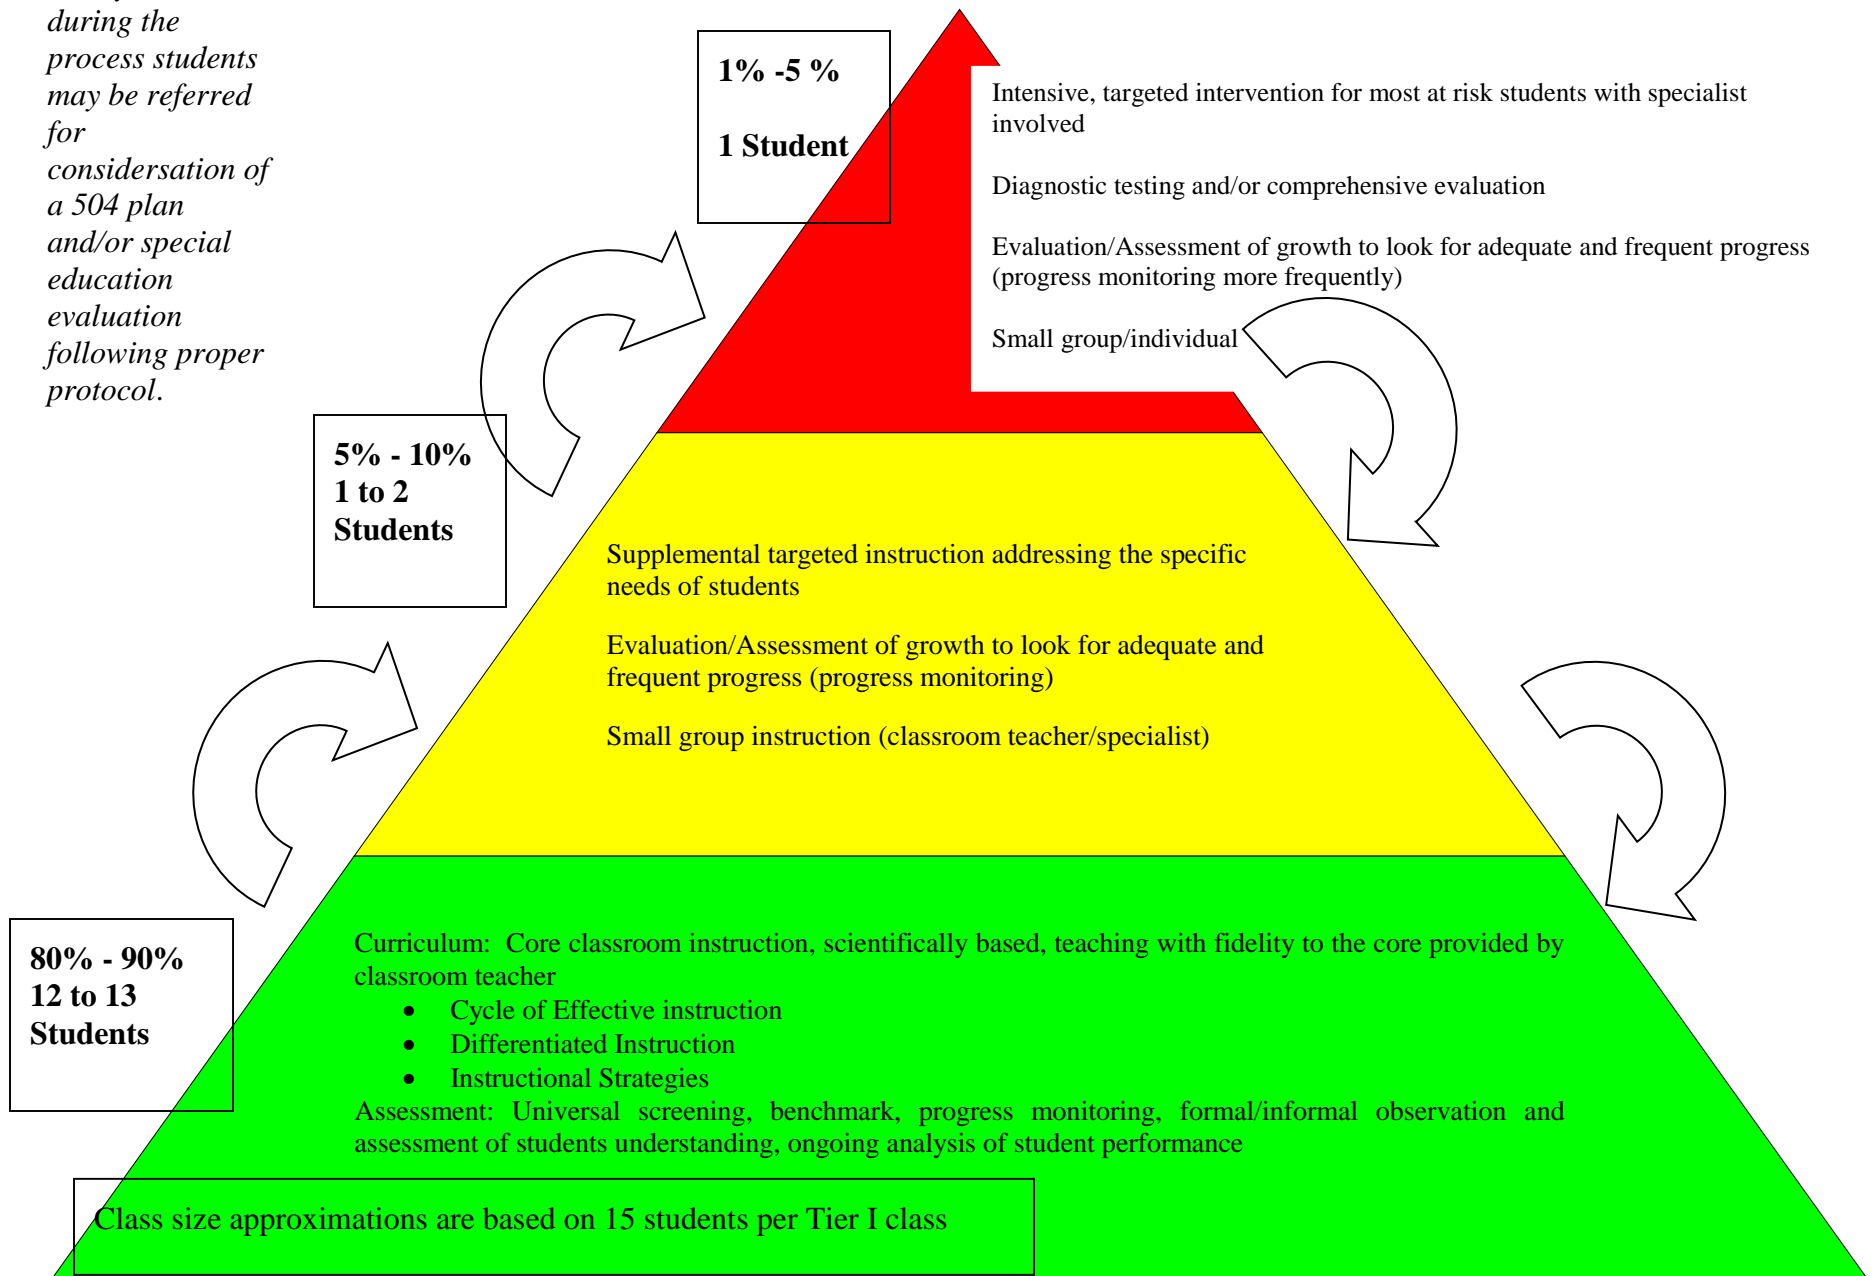 during the
process students
may be referred
for
considersation of
a 504 plan
and/or special
education
evaluation
following proper
protocol.
1% -5 %
1 Student
Intensive, targeted intervention for most at risk students with specialist
involved
Diagnostic testing and/or comprehensive evaluation
Evaluation/Assessment of growth to look for adequate and frequent progress
(progress monitoring more frequently)
Small group/individual
5% - 10%
1 to 2
Students
Supplemental targeted instruction addressing the specific
needs of students
Evaluation/Assessment of growth to look for adequate and
frequent progress (progress monitoring)
Small group instruction (classroom teacher/specialist)
80% - 90%
12 to 13
Students
Curriculum: Core classroom instruction, scientifically based, teaching with fidelity to the core provided by
classroom teacher
• Cycle of Effective instruction
• Differentiated Instruction
• Instructional Strategies
Assessment: Universal screening, benchmark, progress monitoring, formal/informal observation and
assessment of students understanding, ongoing analysis of student performance
Class size approximations are based on 15 students per Tier I class